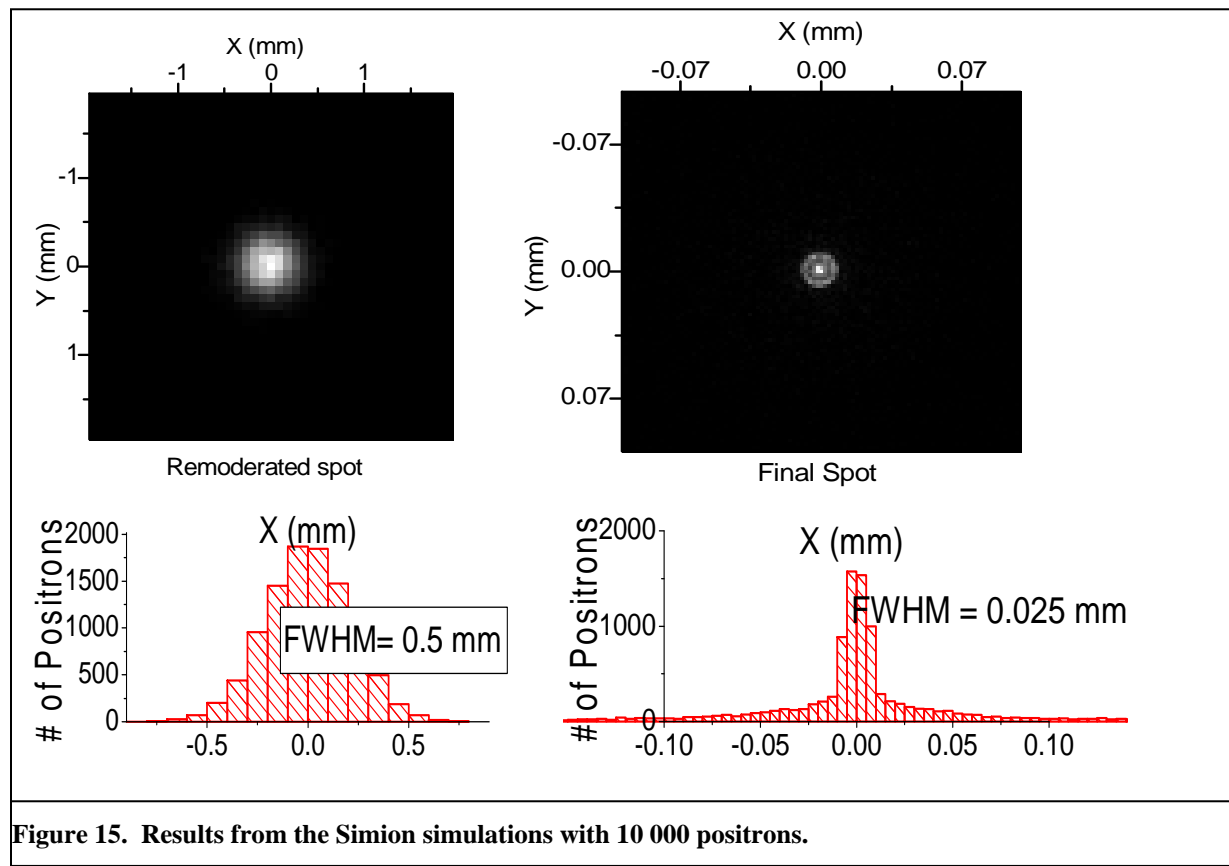 X (mm)
-1 0 1
-1
0
1
Y (mm)
Remoderated spot
X (mm)
-0.07 0.00 0.07
-0.07
0.00
0.07
Y (mm)
Final Spot
2000
1500
1000
500
0
# of Positrons
X (mm)
FWHM= 0.5 mm
-0.5 0.0 0.5
2000
1000
0
# of Positrons
X (mm)
FWHM = 0.025 mm
-0.10 -0.05 0.00 0.05 0.10
Figure 15. Results from the Simion simulations with 10 000 positrons.